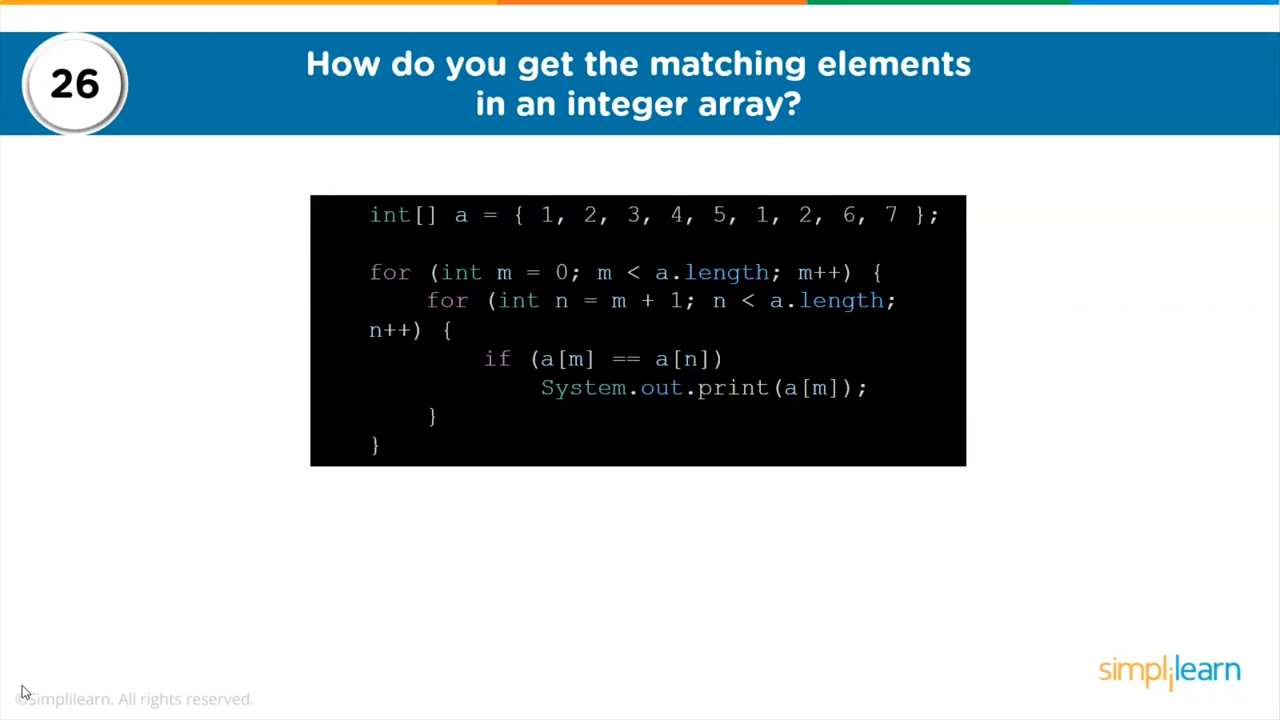 26
How do you get the matching elements
in an integer array?
int[] a = { 1, 2, 3, 4, 5, 1, 2, 6, 7 };
for (int m = 0; m < a.length; m++) {
for (int n = m + 1; n < a.length;
n++) {
if (a[m] == a[n])
System.out.print(a[m]);
}
}
simplilearn
©Simplilearn. All rights reserved.